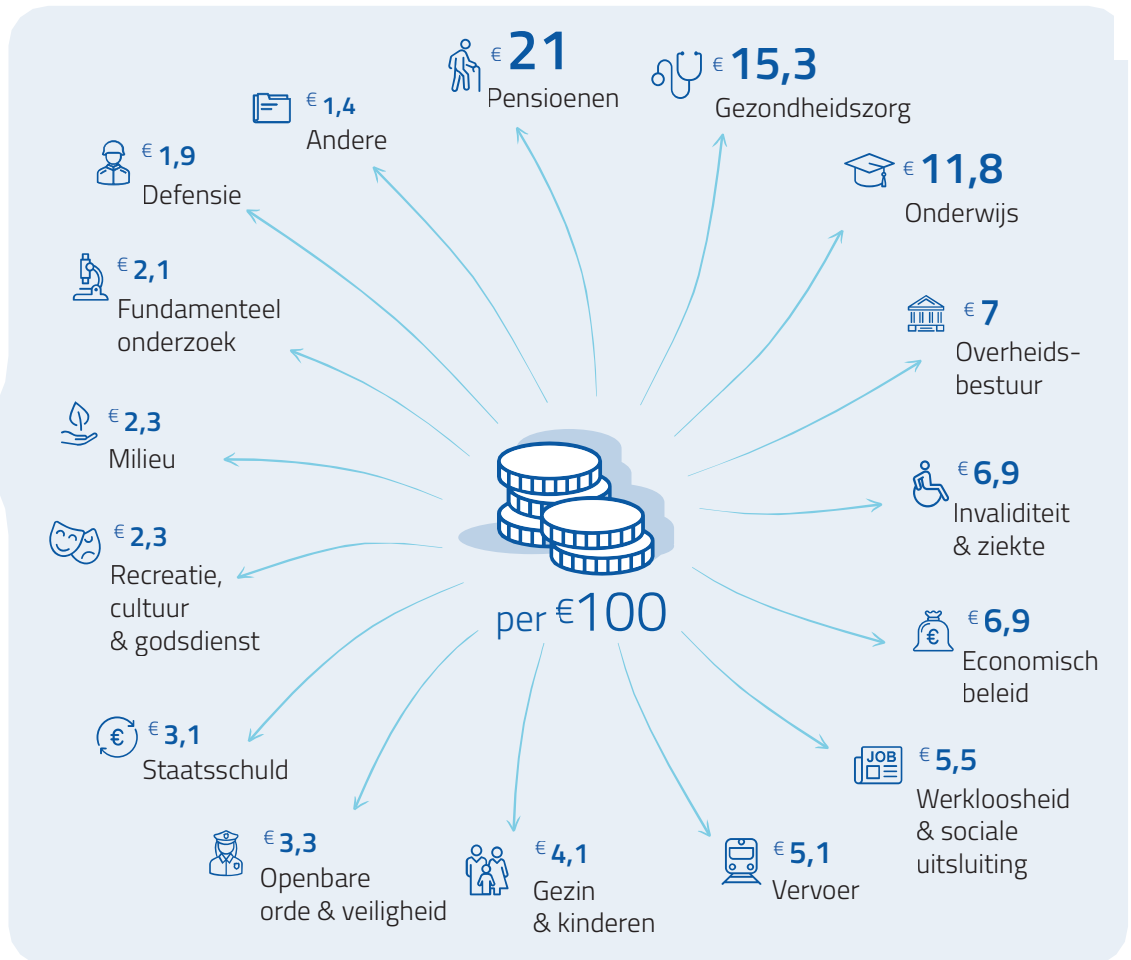 € 21
Pensioenen
€ 15,3
Gezondheidszorg
€ 11,8
Onderwijs
€ 7
Overheids-
bestuur
€ 6,9
Invaliditeit
& ziekte
€
€ 6,9
Economisch
beleid
JOB
€ 5,5
Werkloosheid
& sociale
uitsluiting
€ 5,1
Vervoer
€ 4,1
Gezin
& kinderen
€ 3,3
Openbare
orde & veiligheid
€
€ 3,1
Staatsschuld
€ 2,3
Recreatie,
cultuur
& godsdienst
€ 2,3
Milieu
€ 2,1
Fundamenteel
onderzoek
€ 1,9
Defensie
€ 1,4
Andere
per €100